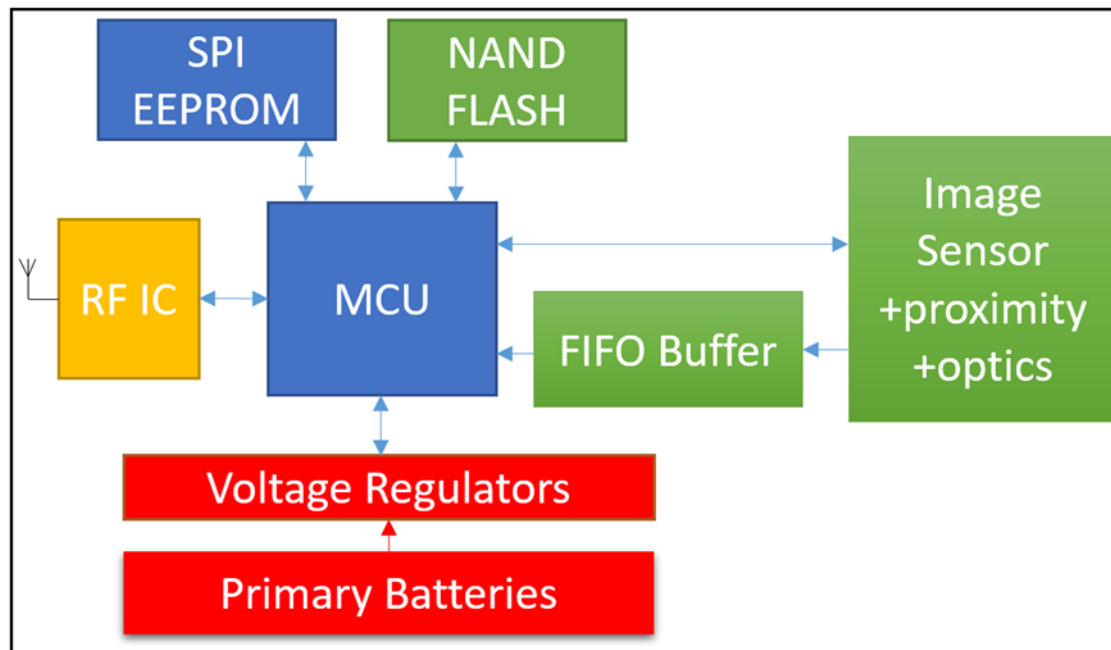 SPI
EEPROM
NAND
FLASH
Image
Sensor
+proximity
+optics
RF IC
MCU
FIFO Buffer
Voltage Regulators
Primary Batteries